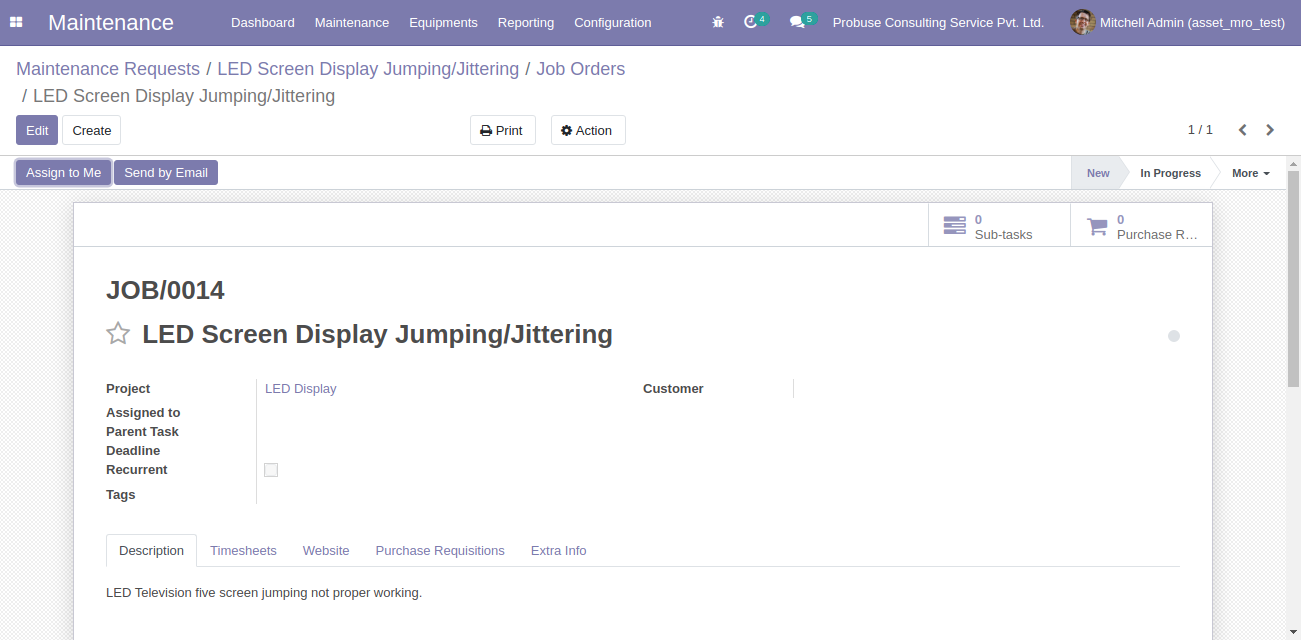 Maintenance Dashboard Maintenance Equipments Reporting Configuration 4 5 Probuse Consulting Service Pvt. Ltd. Mitchell Admin (asset_mro_test)
Maintenance Requests / LED Screen Display Jumping/Jittering / Job Orders
/ LED Screen Display Jumping/Jittering
Edit Create Print Action 1 / 1
Assign to Me Send by Email New In Progress More
0 0
Sub-tasks Purchase R...
JOB/0014
LED Screen Display Jumping/Jittering
Project LED Display Customer
Assigned to
Parent Task
Deadline
Recurrent
Tags
Description Timesheets Website Purchase Requisitions Extra Info
LED Television five screen jumping not proper working.